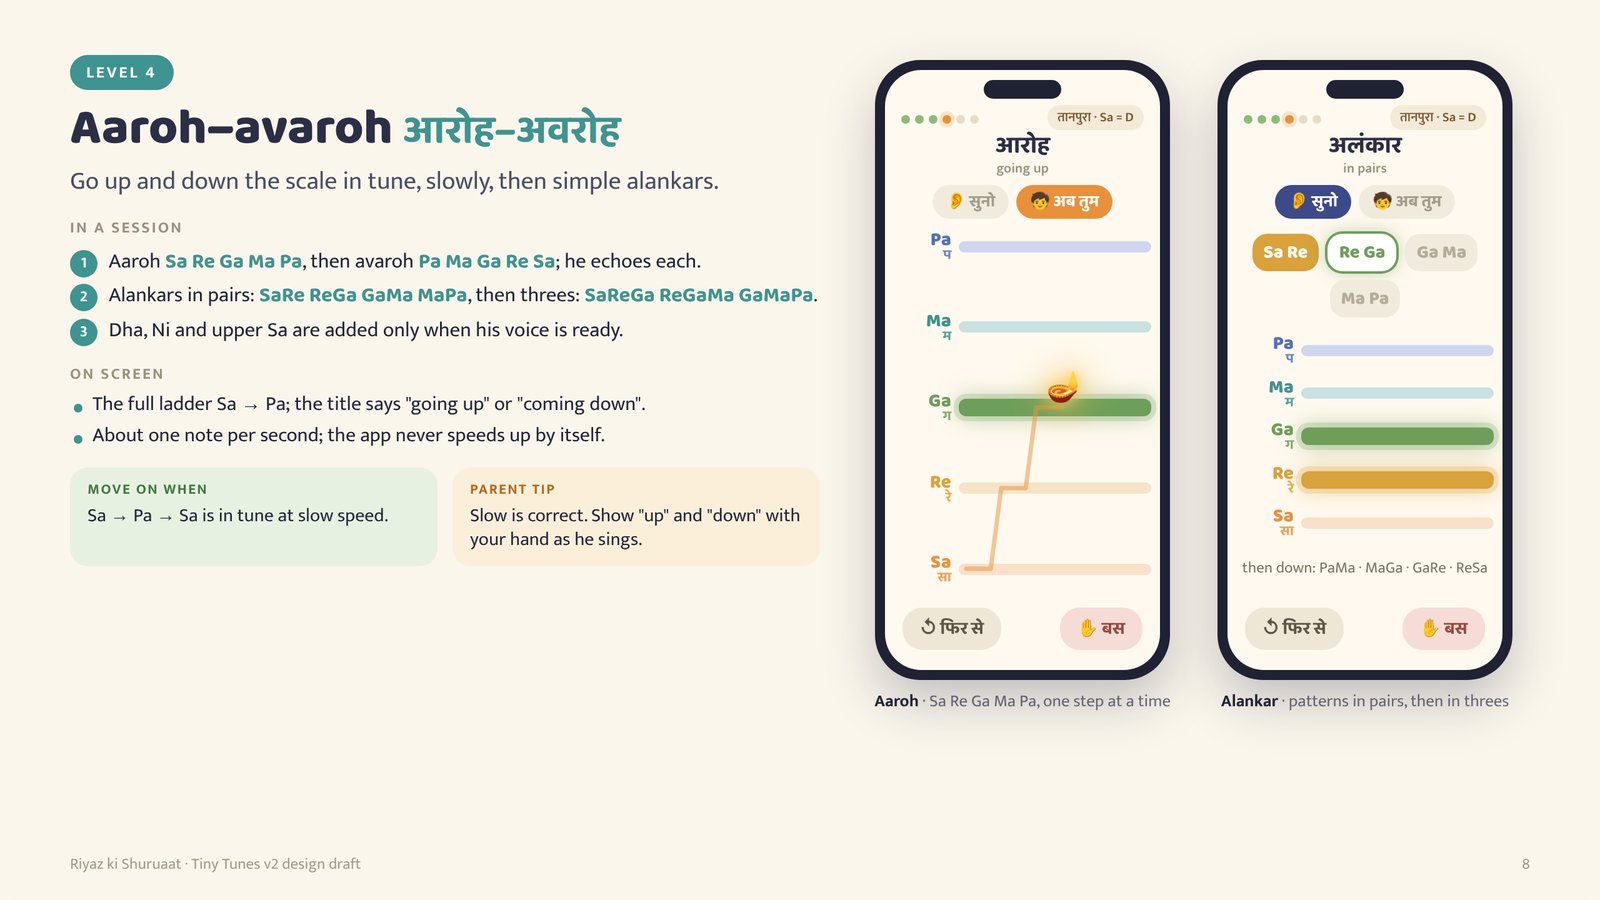 LEVEL 4
Aaroh–avaroh आरोह–अवरोह
Go up and down the scale in tune, slowly, then simple alankars.
IN A SESSION
1 Aaroh Sa Re Ga Ma Pa, then avaroh Pa Ma Ga Re Sa; he echoes each.
2 Alankars in pairs: SaRe ReGa GaMa MaPa, then threes: SaReGa ReGaMa GaMaPa.
3 Dha, Ni and upper Sa are added only when his voice is ready.
ON SCREEN
• The full ladder Sa → Pa; the title says "going up" or "coming down".
• About one note per second; the app never speeds up by itself.
MOVE ON WHEN
Sa → Pa → Sa is in tune at slow speed.
PARENT TIP
Slow is correct. Show "up" and "down" with
your hand as he sings.
तानपुरा · Sa = D
आरोह
going up
👂 सुनो 🧒 अब तुम
Pa
प
Ma
म
Ga
ग
Re
रे
Sa
सा
↺ फिर से ✋ बस
Aaroh · Sa Re Ga Ma Pa, one step at a time
तानपुरा · Sa = D
अलंकार
in pairs
👂 सुनो 🧒 अब तुम
Sa Re Re Ga Ga Ma
Ma Pa
Pa
प
Ma
म
Ga
ग
Re
रे
Sa
सा
then down: PaMa · MaGa · GaRe · ReSa
↺ फिर से ✋ बस
Alankar · patterns in pairs, then in threes
Riyaz ki Shuruaat · Tiny Tunes v2 design draft
8